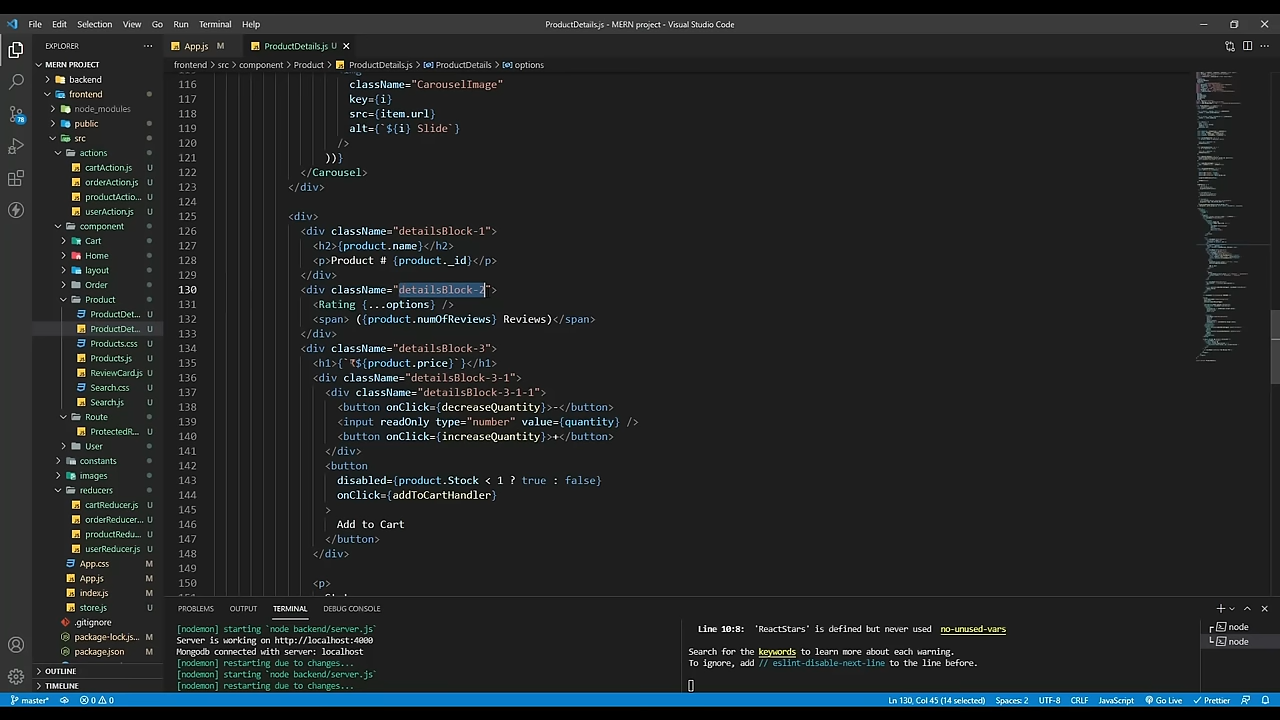 File Edit Selection View Go Run Terminal Help
ProductDetails.js - MERN project - Visual Studio Code
EXPLORER
App.js M
ProductDetails.js U
MERN PROJECT
frontend > src > component > Product > ProductDetails.js > ProductDetails > options
backend
frontend
node_modules
public
src
actions
cartAction.js U
orderAction.js U
productActio... U
userAction.js U
component
Cart
Home
layout
Order
Product
ProductDet... U
ProductDet... U
Products.css U
Products.js U
ReviewCard.js U
Search.css U
Search.js U
Route
ProtectedR... U
User
constants
images
reducers
cartReducer.js U
orderReducer... U
productRedu... U
userReducer.js U
App.css M
App.js M
index.js M
store.js U
.gitignore
package-lock.js... M
package.json M
OUTLINE
TIMELINE
78
116 className="CarouselImage"
117 key={i}
118 src={item.url}
119 alt={`${i} Slide`}
120 />
121 ))}
122 </Carousel>
123 </div>
124
125 <div>
126 <div className="detailsBlock-1">
127 <h2>{product.name}</h2>
128 <p>Product # {product._id}</p>
129 </div>
130 <div className="detailsBlock-2">
131 <Rating {...options} />
132 <span> ({product.numOfReviews} Reviews)</span>
133 </div>
134 <div className="detailsBlock-3">
135 <h1>{`₹${product.price}`}</h1>
136 <div className="detailsBlock-3-1">
137 <div className="detailsBlock-3-1-1">
138 <button onClick={decreaseQuantity}>-</button>
139 <input readOnly type="number" value={quantity} />
140 <button onClick={increaseQuantity}>+</button>
141 </div>
142 <button
143 disabled={product.Stock < 1 ? true : false}
144 onClick={addToCartHandler}
145 >
146 Add to Cart
147 </button>
148 </div>
149
150 <p>
PROBLEMS OUTPUT TERMINAL DEBUG CONSOLE
[nodemon] starting `node backend/server.js`
Server is working on http://localhost:4000
Mongodb connected with server: localhost
[nodemon] restarting due to changes...
[nodemon] starting `node backend/server.js`
[nodemon] restarting due to changes...
Line 10:8: 'ReactStars' is defined but never used no-unused-vars
Search for the keywords to learn more about each warning.
To ignore, add // eslint-disable-next-line to the line before.
node
node
master* 0 0 Ln 130, Col 45 (14 selected) Spaces: 2 UTF-8 CRLF JavaScript Go Live Prettier